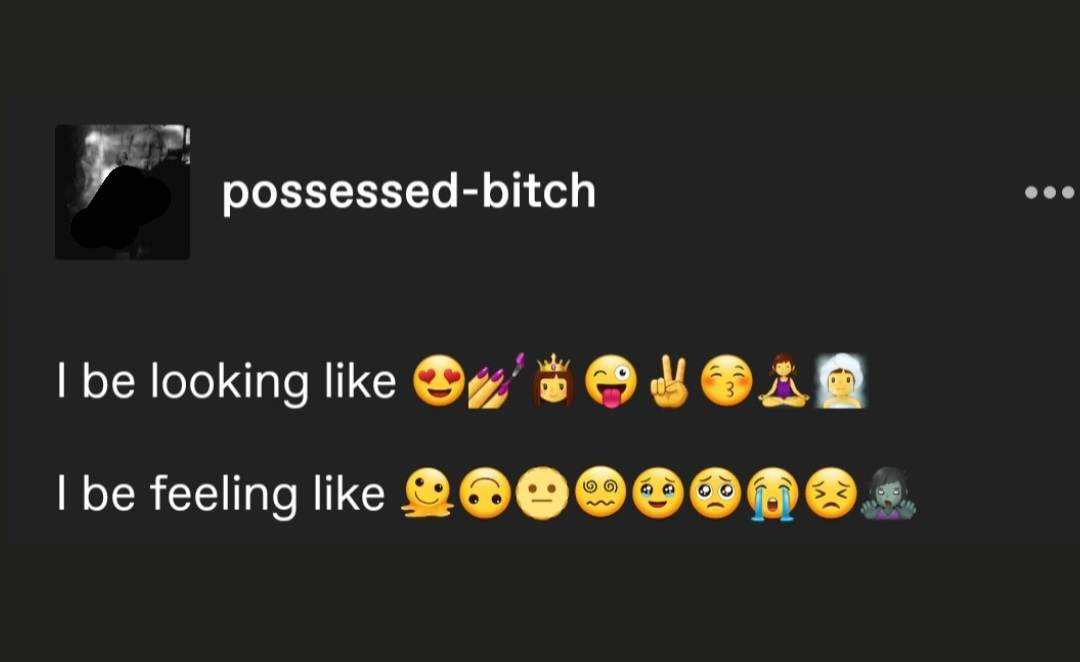 possessed-bitch
I be looking like 😍💅👸😜✌️😚🧘‍♀️🧖‍♀️
I be feeling like 🫠🙃🫥😵‍💫🥹🥺😭😣🧟‍♀️